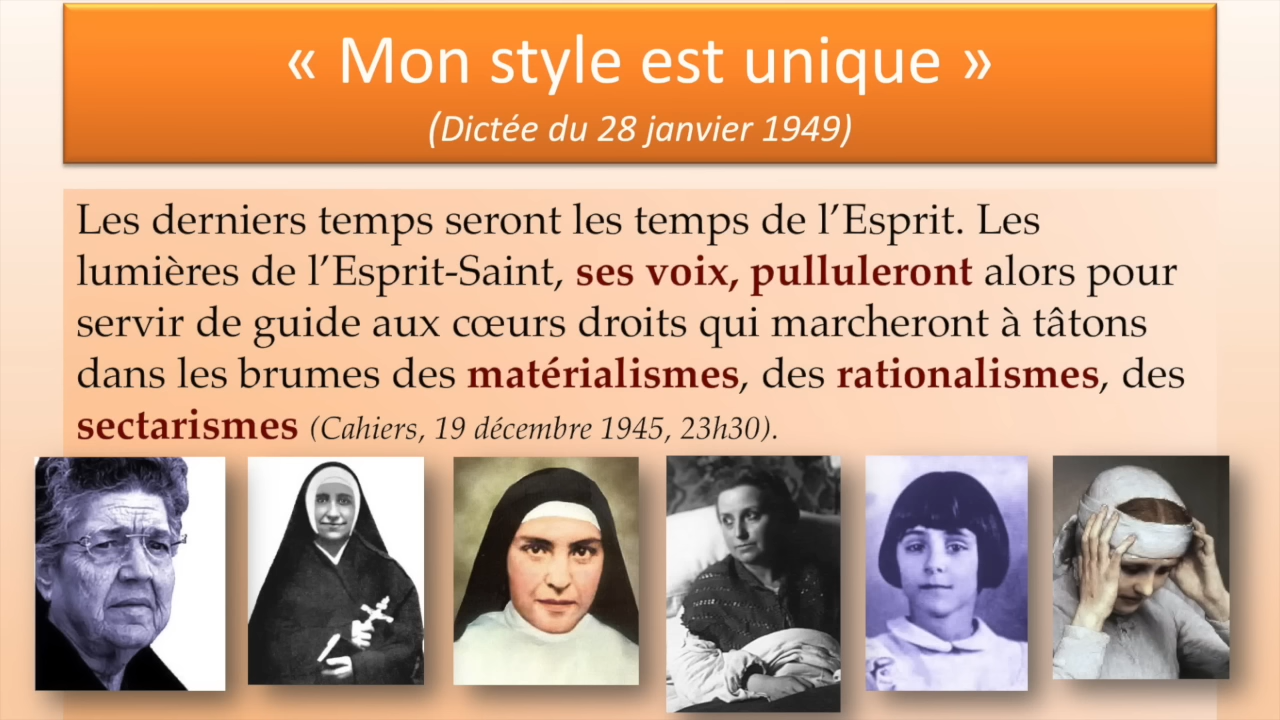 « Mon style est unique »
(Dictée du 28 janvier 1949)
Les derniers temps seront les temps de l’Esprit. Les
lumières de l’Esprit-Saint, ses voix, pulluleront alors pour
servir de guide aux cœurs droits qui marcheront à tâtons
dans les brumes des matérialismes, des rationalismes, des
sectarismes (Cahiers, 19 décembre 1945, 23h30).